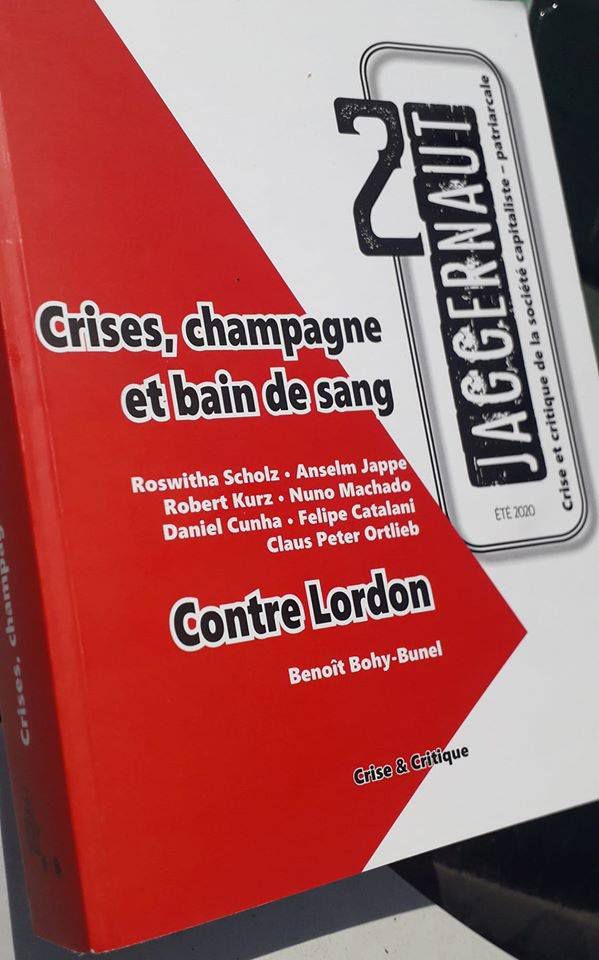 2
JAGGERNAUT
Crise et critique de la société capitaliste – patriarcale
ÉTÉ 2020
Crises, champagne
et bain de sang
Roswitha Scholz • Anselm Jappe
Robert Kurz • Nuno Machado
Daniel Cunha • Felipe Catalani
Claus Peter Ortlieb
Contre Lordon
Benoît Bohy-Bunel
Crise & Critique
Crises, champag